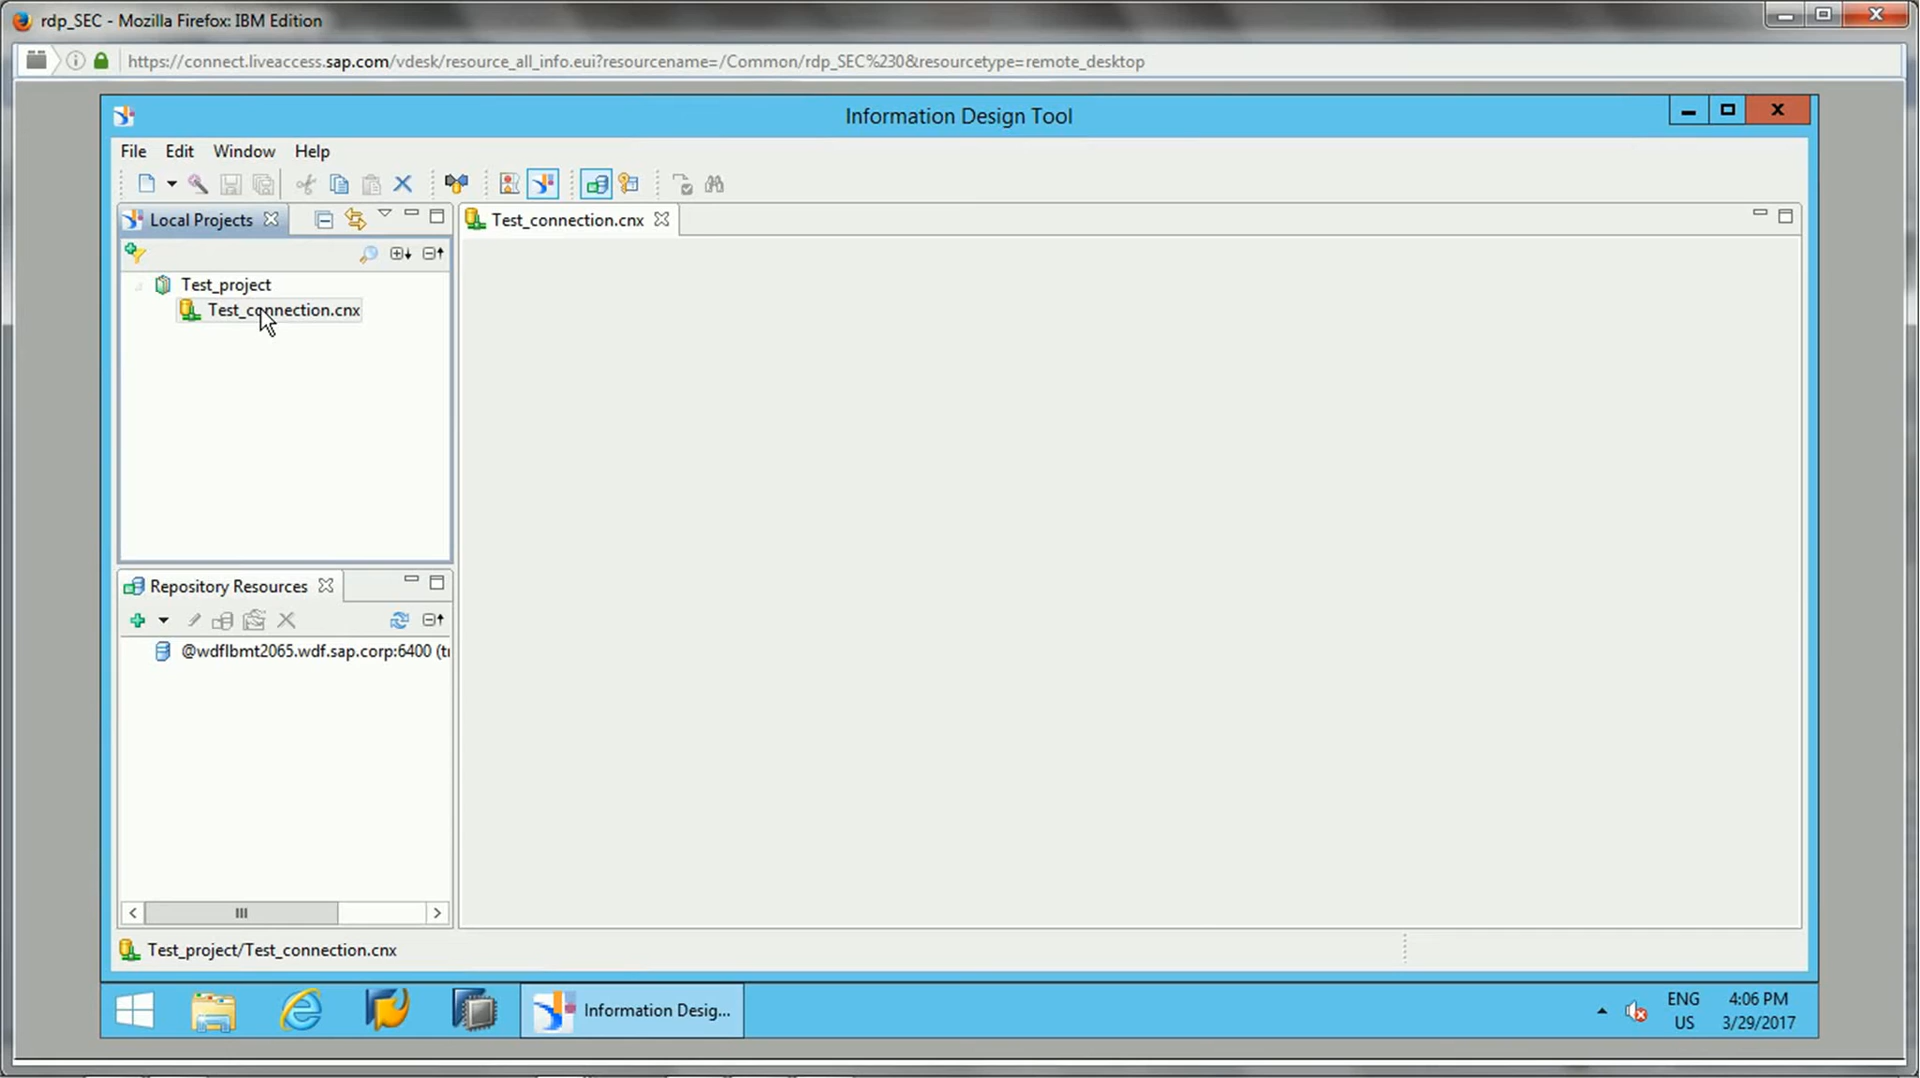 rdp_SEC - Mozilla Firefox: IBM Edition
https://connect.liveaccess.sap.com/vdesk/resource_all_info.eui?resourcename=/Common/rdp_SEC%230&resourcetype=remote_desktop
Information Design Tool
File Edit Window Help
Local Projects
Test_connection.cnx
Test_project
Test_connection.cnx
Repository Resources
@wdflbmt2065.wdf.sap.corp:6400 (tr
Test_project/Test_connection.cnx
Information Desig...
ENG
US
4:06 PM
3/29/2017